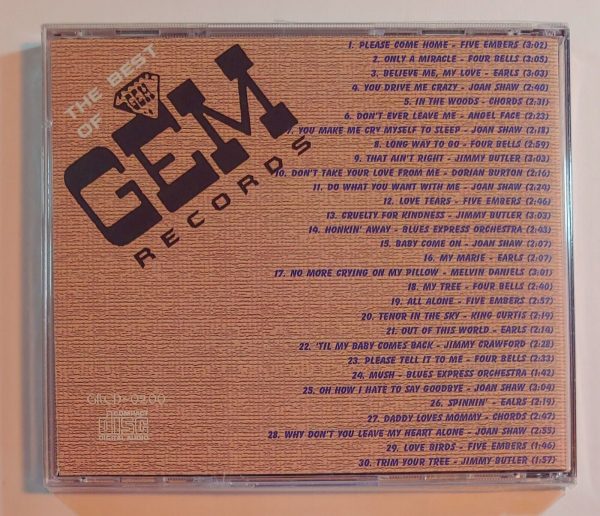 THE BEST
OF
GEM
GEM
RECORDS
1. PLEASE COME HOME - FIVE EMBERS (3:02)
2. ONLY A MIRACLE - FOUR BELLS (3:05)
3. BELIEVE ME, MY LOVE - EARLS (3:03)
4. YOU DRIVE ME CRAZY - JOAN SHAW (2:40)
5. IN THE WOODS - CHORDS (2:31)
6. DON'T EVER LEAVE ME - ANGEL FACE (2:23)
7. YOU MAKE ME CRY MYSELF TO SLEEP - JOAN SHAW (2:18)
8. LONG WAY TO GO - FOUR BELLS (2:59)
9. THAT AIN'T RIGHT - JIMMY BUTLER (3:03)
10. DON'T TAKE YOUR LOVE FROM ME - DORIAN BURTON (2:16)
11. DO WHAT YOU WANT WITH ME - JOAN SHAW (2:24)
12. LOVE TEARS - FIVE EMBERS (2:46)
13. CRUELTY FOR KINDNESS - JIMMY BUTLER (3:03)
14. HONKIN' AWAY - BLUES EXPRESS ORCHESTRA (2:43)
15. BABY COME ON - JOAN SHAW (2:07)
16. MY MARIE - EARLS (2:07)
17. NO MORE CRYING ON MY PILLOW - MELVIN DANIELS (3:01)
18. MY TREE - FOUR BELLS (2:40)
19. ALL ALONE - FIVE EMBERS (2:57)
20. TENOR IN THE SKY - KING CURTIS (2:19)
21. OUT OF THIS WORLD - EARLS (2:14)
22. 'TIL MY BABY COMES BACK - JIMMY CRAWFORD (2:28)
23. PLEASE TELL IT TO ME - FOUR BELLS (2:33)
24. MUSH - BLUES EXPRESS ORCHESTRA (1:42)
25. OH HOW I HATE TO SAY GOODBYE - JOAN SHAW (3:04)
26. SPINNIN' - EALRS (2:19)
27. DADDY LOVES MOMMY - CHORDS (2:47)
28. WHY DON'T YOU LEAVE MY HEART ALONE - JOAN SHAW (2:55)
29. LOVE BIRDS - FIVE EMBERS (1:46)
30. TRIM YOUR TREE - JIMMY BUTLER (1:57)
COMPACT
DISC
DIGITAL AUDIO